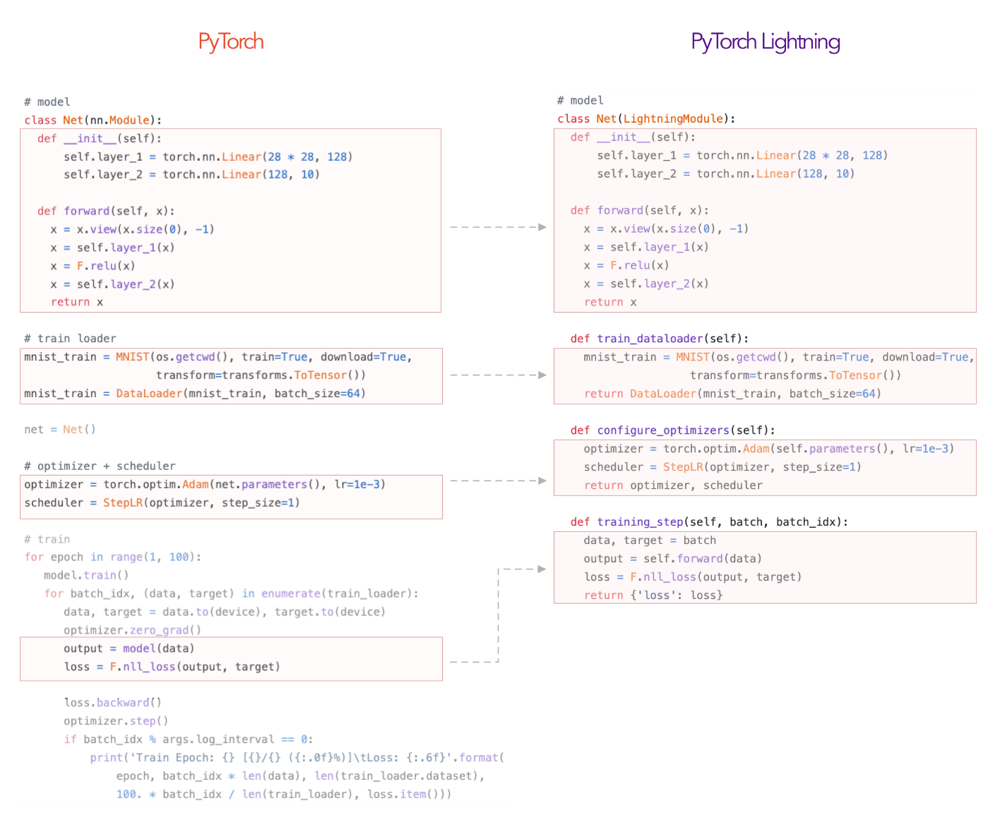 PyTorch
# model
class Net(nn.Module):
  def __init__(self):
      self.layer_1 = torch.nn.Linear(28 * 28, 128)
      self.layer_2 = torch.nn.Linear(128, 10)
  def forward(self, x):
    x = x.view(x.size(0), -1)
    x = self.layer_1(x)
    x = F.relu(x)
    x = self.layer_2(x)
    return x
# train loader
mnist_train = MNIST(os.getcwd(), train=True, download=True,
                    transform=transforms.ToTensor())
mnist_train = DataLoader(mnist_train, batch_size=64)
net = Net()
# optimizer + scheduler
optimizer = torch.optim.Adam(net.parameters(), lr=1e-3)
scheduler = StepLR(optimizer, step_size=1)
# train
for epoch in range(1, 100):
   model.train()
   for batch_idx, (data, target) in enumerate(train_loader):
      data, target = data.to(device), target.to(device)
      optimizer.zero_grad()
      output = model(data)
      loss = F.nll_loss(output, target)
      loss.backward()
      optimizer.step()
      if batch_idx % args.log_interval == 0:
          print('Train Epoch: {} [{}/{} ({:.0f}%)]\tLoss: {:.6f}'.format(
              epoch, batch_idx * len(data), len(train_loader.dataset),
              100. * batch_idx / len(train_loader), loss.item()))
PyTorch Lightning
# model
class Net(LightningModule):
  def __init__(self):
      self.layer_1 = torch.nn.Linear(28 * 28, 128)
      self.layer_2 = torch.nn.Linear(128, 10)
  def forward(self, x):
    x = x.view(x.size(0), -1)
    x = self.layer_1(x)
    x = F.relu(x)
    x = self.layer_2(x)
    return x
  def train_dataloader(self):
    mnist_train = MNIST(os.getcwd(), train=True, download=True,
                    transform=transforms.ToTensor())
    return DataLoader(mnist_train, batch_size=64)
  def configure_optimizers(self):
    optimizer = torch.optim.Adam(self.parameters(), lr=1e-3)
    scheduler = StepLR(optimizer, step_size=1)
    return optimizer, scheduler
  def training_step(self, batch, batch_idx):
    data, target = batch
    output = self.forward(data)
    loss = F.nll_loss(output, target)
    return {'loss': loss}